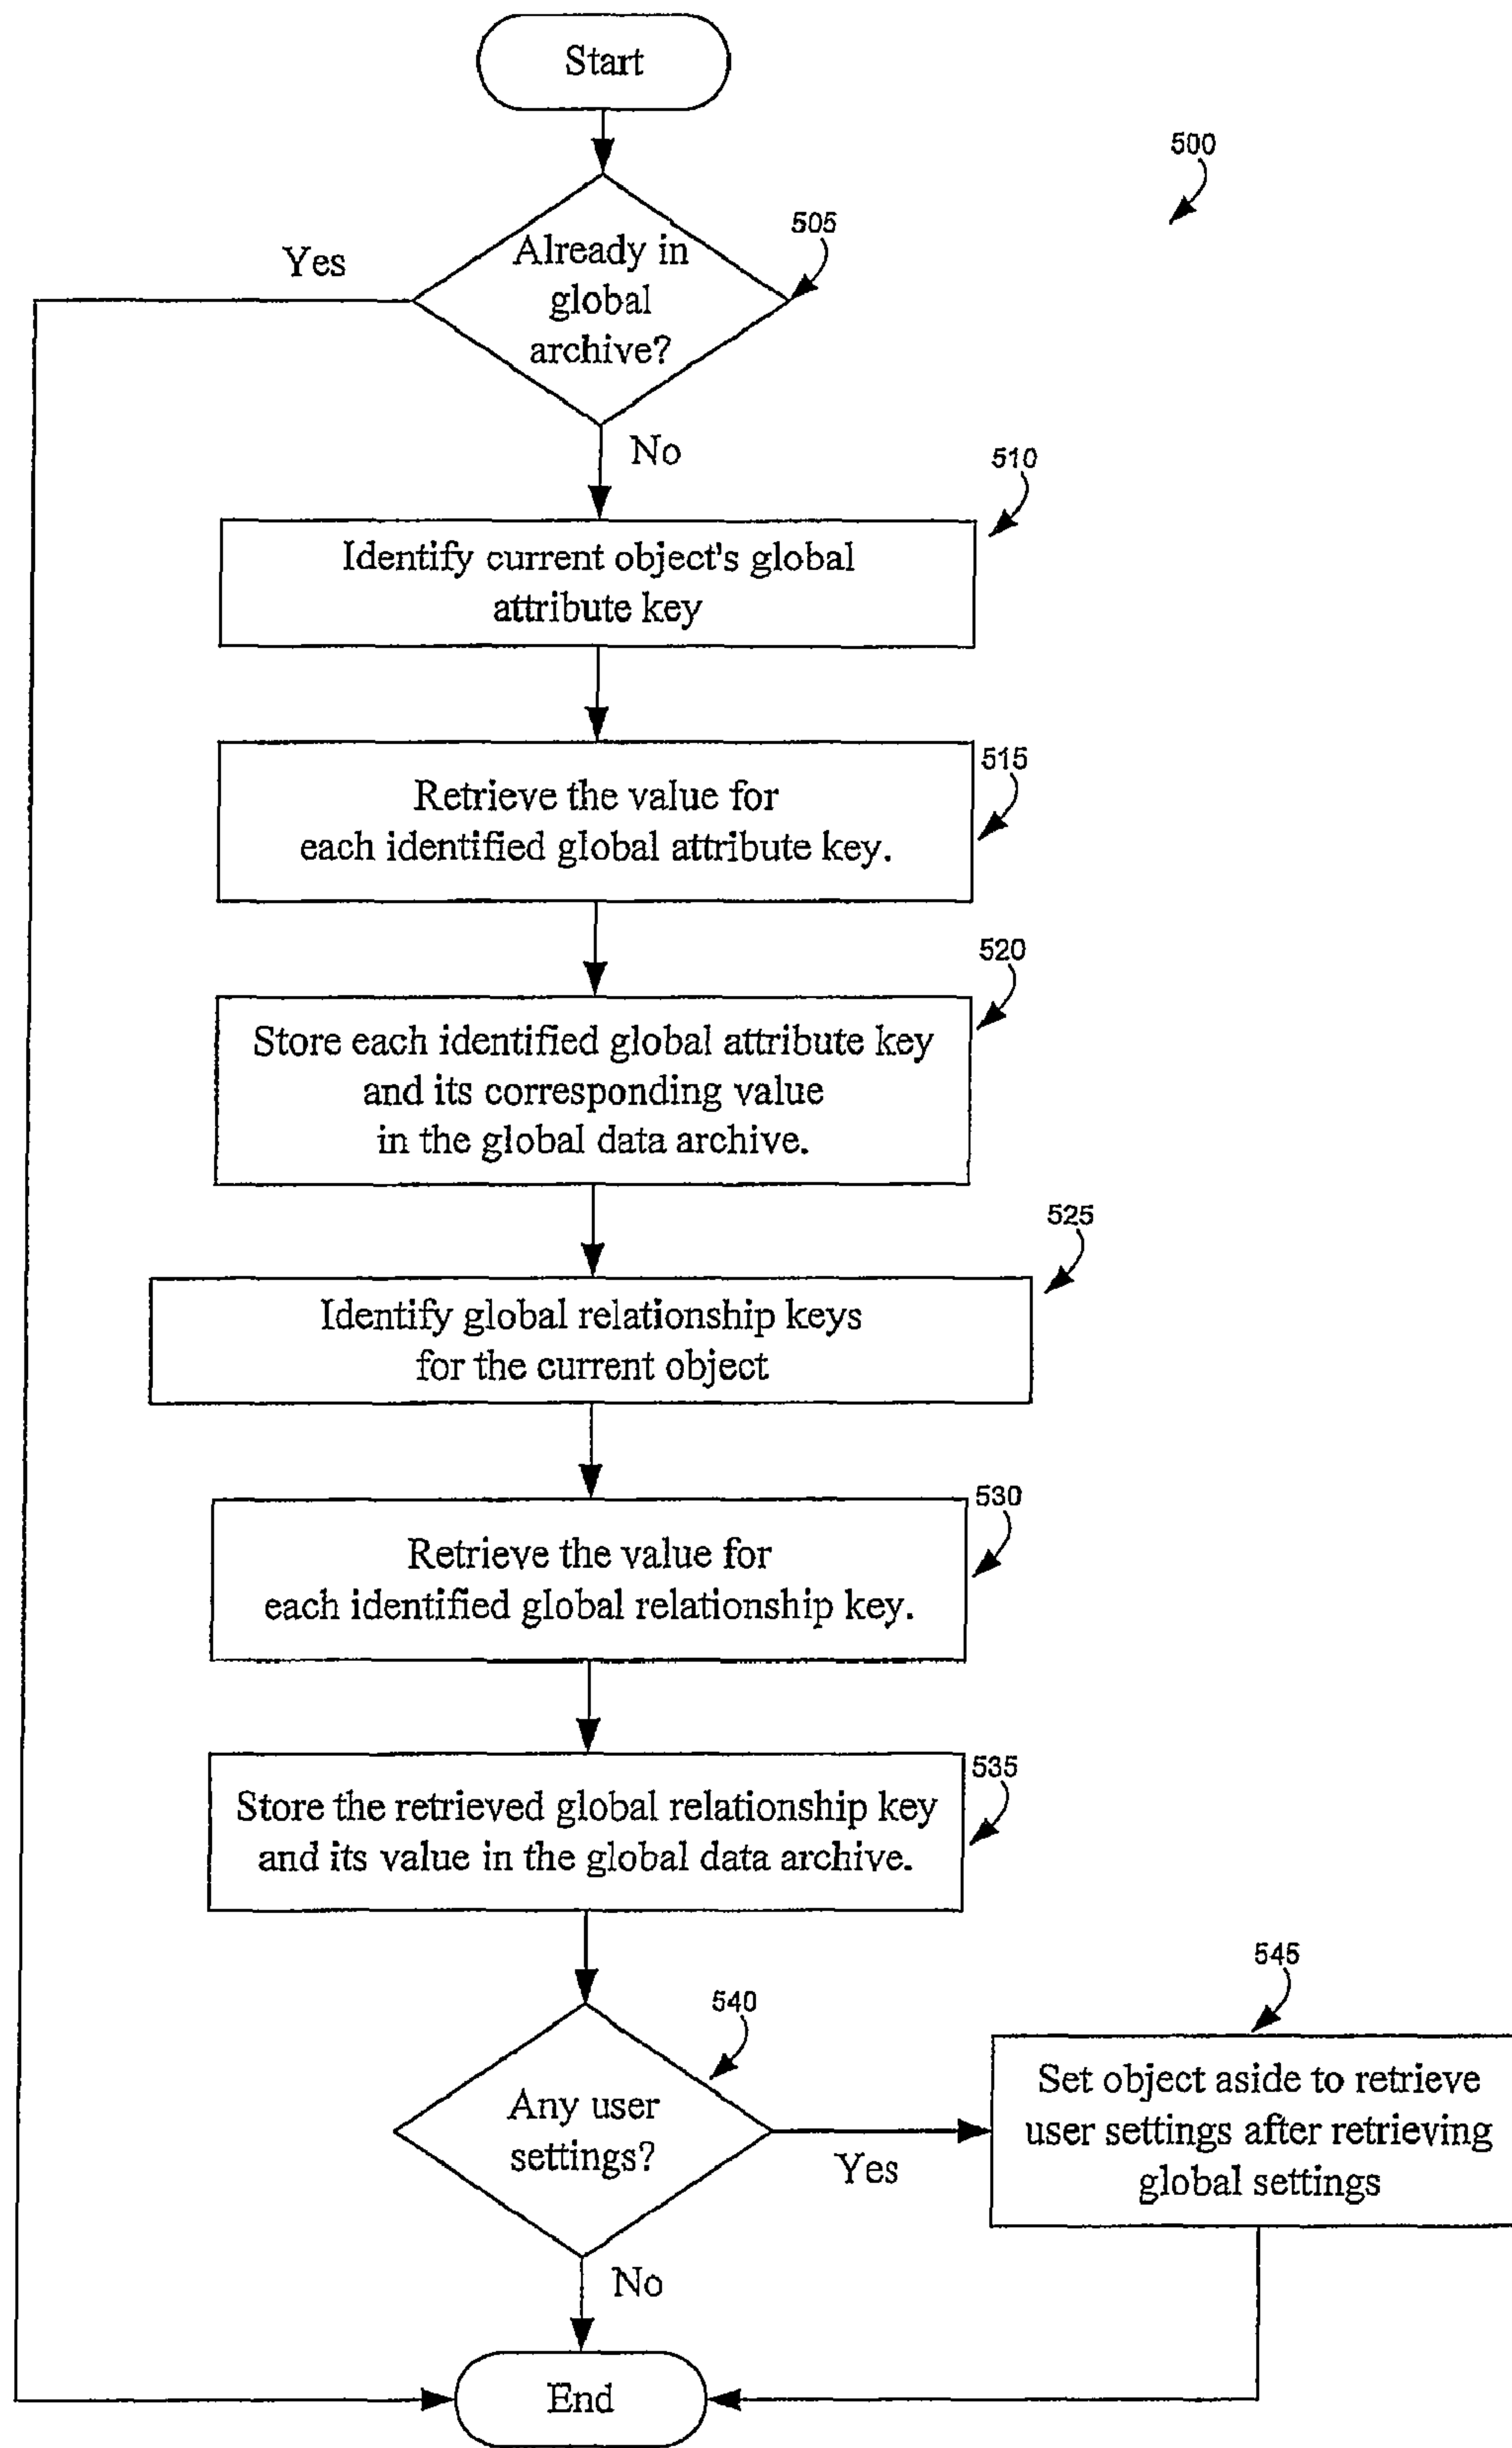 Start
500
505
Already in
global
archive?
Yes
No
510
Identify current object's global
attribute key
515
Retrieve the value for
each identified global attribute key.
520
Store each identified global attribute key
and its corresponding value
in the global data archive.
525
Identify global relationship keys
for the current object
530
Retrieve the value for
each identified global relationship key.
535
Store the retrieved global relationship key
and its value in the global data archive.
540
Any user
settings?
Yes
545
Set object aside to retrieve
user settings after retrieving
global settings
No
End